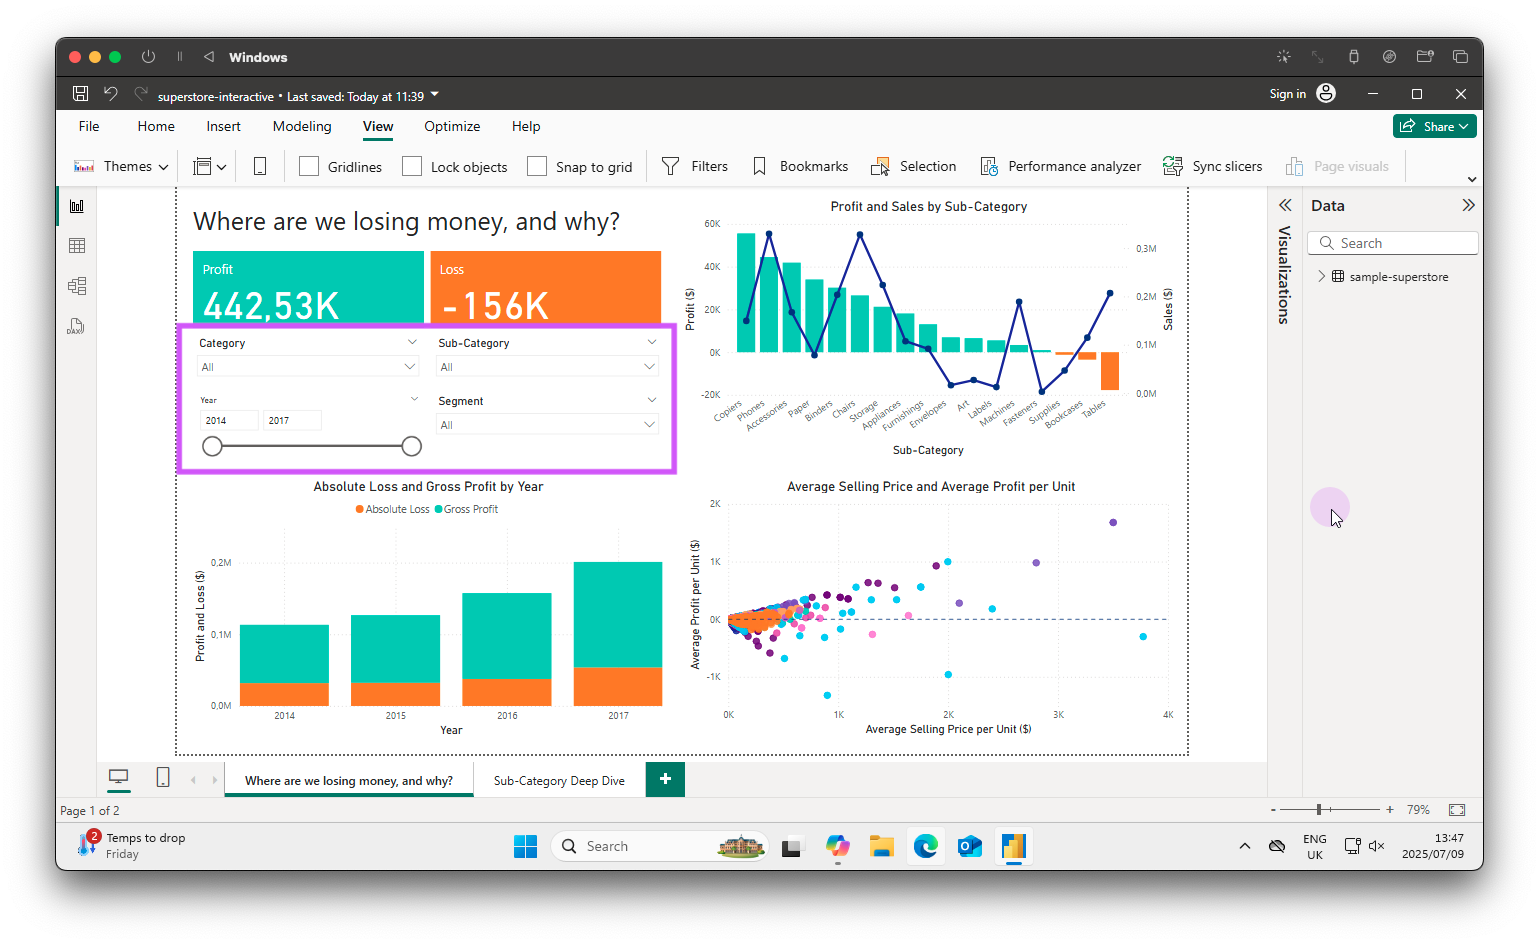 Windows
superstore-interactive • Last saved: Today at 11:39
Sign in
File Home Insert Modeling View Optimize Help
Share
Themes Gridlines Lock objects Snap to grid Filters Bookmarks Selection Performance analyzer Sync slicers Page visuals
Where are we losing money, and why?
Profit
442,53K
Loss
-156K
Category
All
Sub-Category
All
Year
2014 2017
Segment
All
Profit and Sales by Sub-Category
60K
40K
20K
0K
-20K
Profit ($)
0,3M
0,2M
0,1M
0,0M
Sales ($)
Copiers Phones Accessories Paper Binders Chairs Storage Appliances Furnishings Envelopes Art Labels Machines Fasteners Supplies Bookcases Tables
Sub-Category
Absolute Loss and Gross Profit by Year
Absolute Loss Gross Profit
0,2M
0,1M
0,0M
Profit and Loss ($)
2014 2015 2016 2017
Year
Average Selling Price and Average Profit per Unit
2K
1K
0K
-1K
Average Profit per Unit ($)
0K 1K 2K 3K 4K
Average Selling Price per Unit ($)
Visualizations
Data
Search
sample-superstore
DAX
Where are we losing money, and why? Sub-Category Deep Dive +
Page 1 of 2
- + 79%
2
Temps to drop
Friday
Search
ENG
UK
13:47
2025/07/09